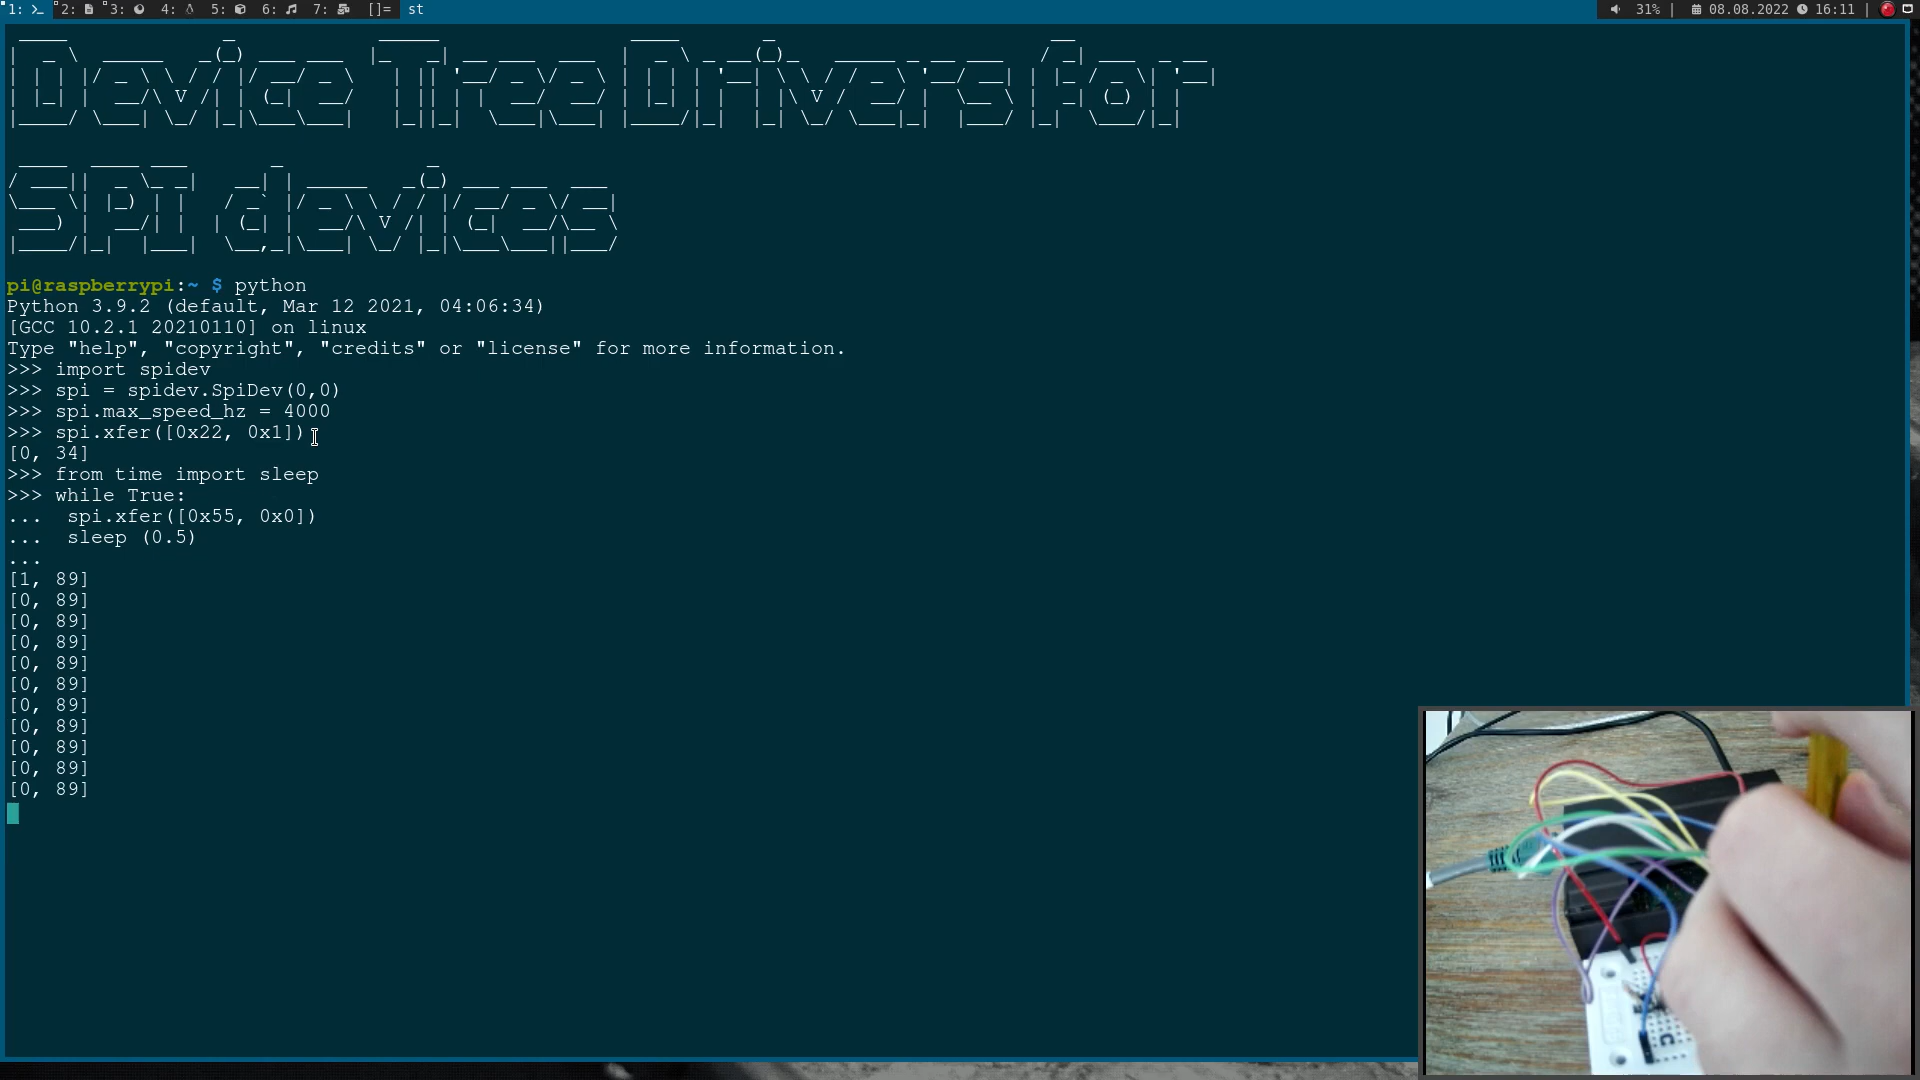 1: 2: 3: 4: 5: 6: 7: []= st 31% | 08.08.2022 16:11 |
Device Tree Drivers for
SPI devices
pi@raspberrypi:~ $ python
Python 3.9.2 (default, Mar 12 2021, 04:06:34)
[GCC 10.2.1 20210110] on linux
Type "help", "copyright", "credits" or "license" for more information.
>>> import spidev
>>> spi = spidev.SpiDev(0,0)
>>> spi.max_speed_hz = 4000
>>> spi.xfer([0x22, 0x1])
[0, 34]
>>> from time import sleep
>>> while True:
...  spi.xfer([0x55, 0x0])
...  sleep (0.5)
...
[1, 89]
[0, 89]
[0, 89]
[0, 89]
[0, 89]
[0, 89]
[0, 89]
[0, 89]
[0, 89]
[0, 89]
[0, 89]